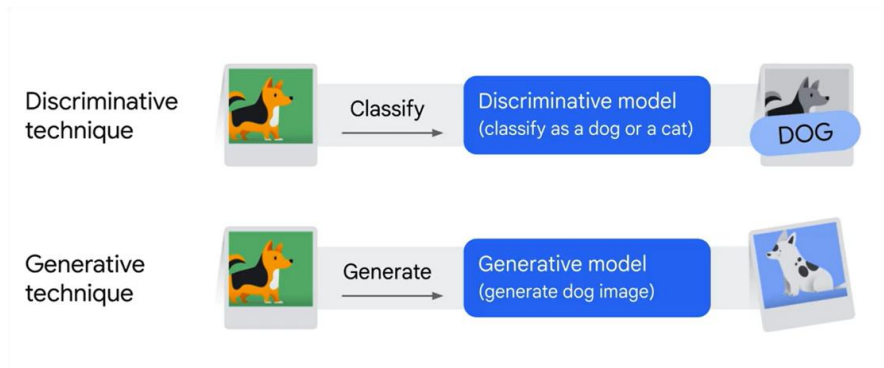 Discriminative
technique
Classify
Discriminative model
(classify as a dog or a cat)
DOG
Generative
technique
Generate
Generative model
(generate dog image)